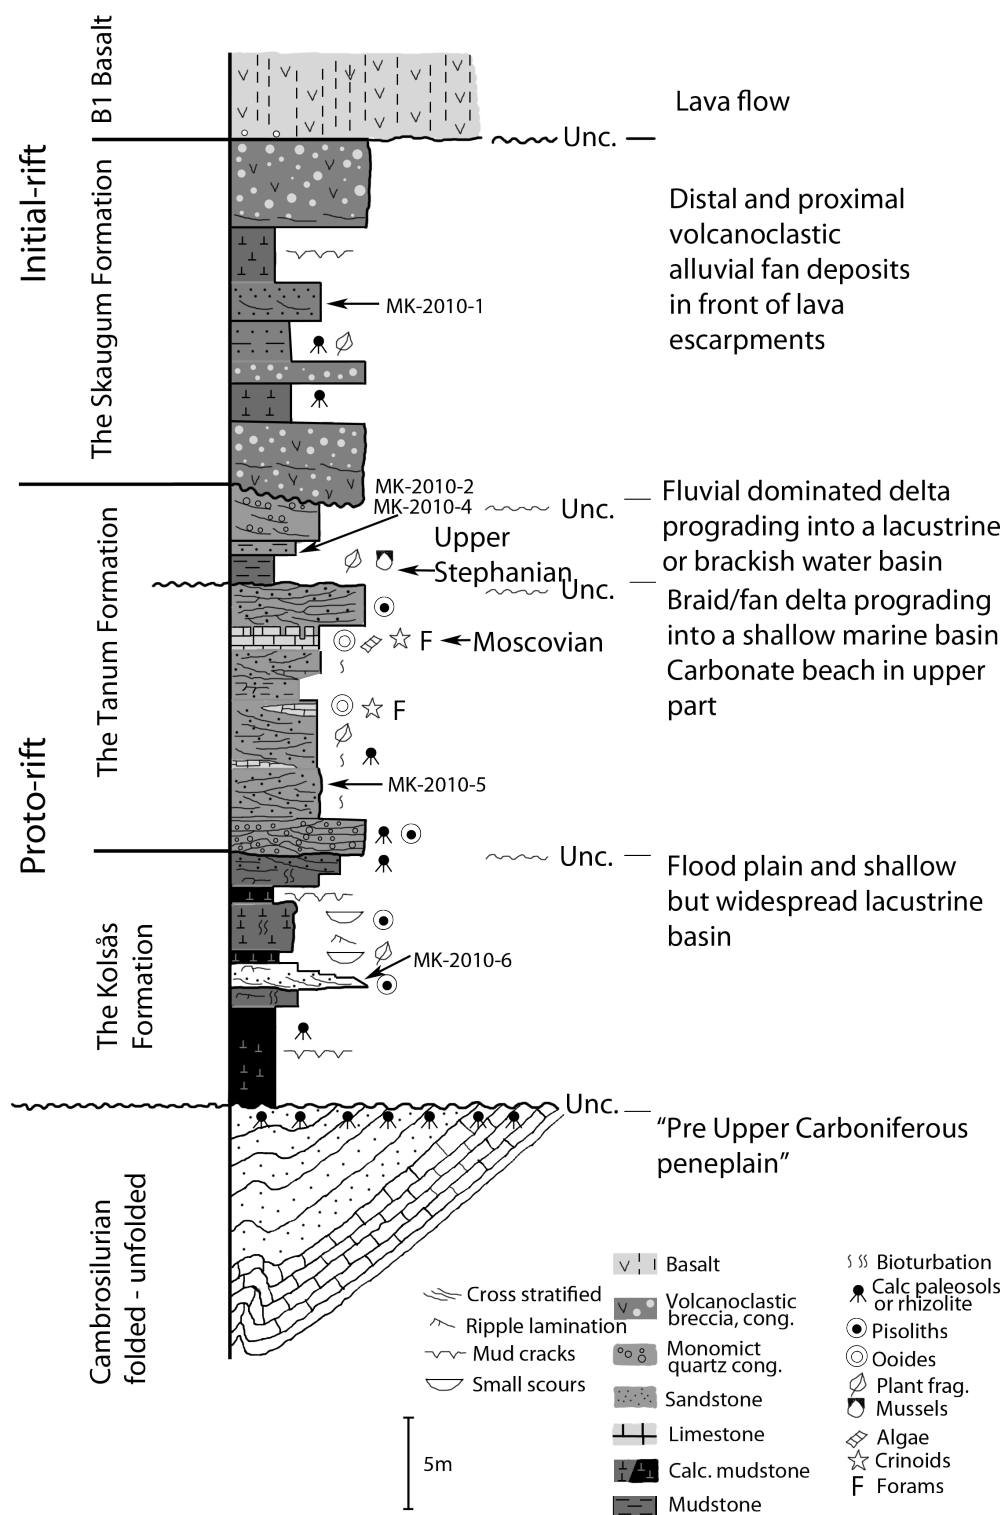 B1 Basalt
Initial-rift
The Skaugum Formation
The Tanum Formation
Proto-rift
The Kolsås
Formation
Cambrosilurian
folded - unfolded
Lava flow
Unc.
Distal and proximal
volcanoclastic
alluvial fan deposits
in front of lava
escarpments
MK-2010-1
MK-2010-2
MK-2010-4
Unc.
Fluvial dominated delta
prograding into a lacustrine
or brackish water basin
Upper
Stephanian
Unc.
Braid/fan delta prograding
into a shallow marine basin
Carbonate beach in upper
part
F
Moscovian
F
MK-2010-5
Unc.
Flood plain and shallow
but widespread lacustrine
basin
MK-2010-6
Unc.
“Pre Upper Carboniferous
peneplain”
Cross stratified
Ripple lamination
Mud cracks
Small scours
5m
Basalt
Volcanoclastic
breccia, cong.
Monomict
quartz cong.
Sandstone
Limestone
Calc. mudstone
Mudstone
Bioturbation
Calc paleosols
or rhizolite
Pisoliths
Ooides
Plant frag.
Mussels
Algae
Crinoids
F Forams